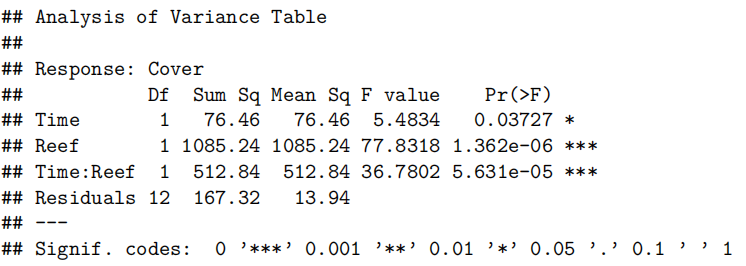 ## Analysis of Variance Table
##
## Response: Cover
##           Df  Sum Sq Mean Sq F value    Pr(>F)
## Time       1   76.46   76.46  5.4834   0.03727 *
## Reef       1 1085.24 1085.24 77.8318 1.362e-06 ***
## Time:Reef  1  512.84  512.84 36.7802 5.631e-05 ***
## Residuals 12  167.32   13.94
## ---
## Signif. codes:  0 '***' 0.001 '**' 0.01 '*' 0.05 '.' 0.1 ' ' 1